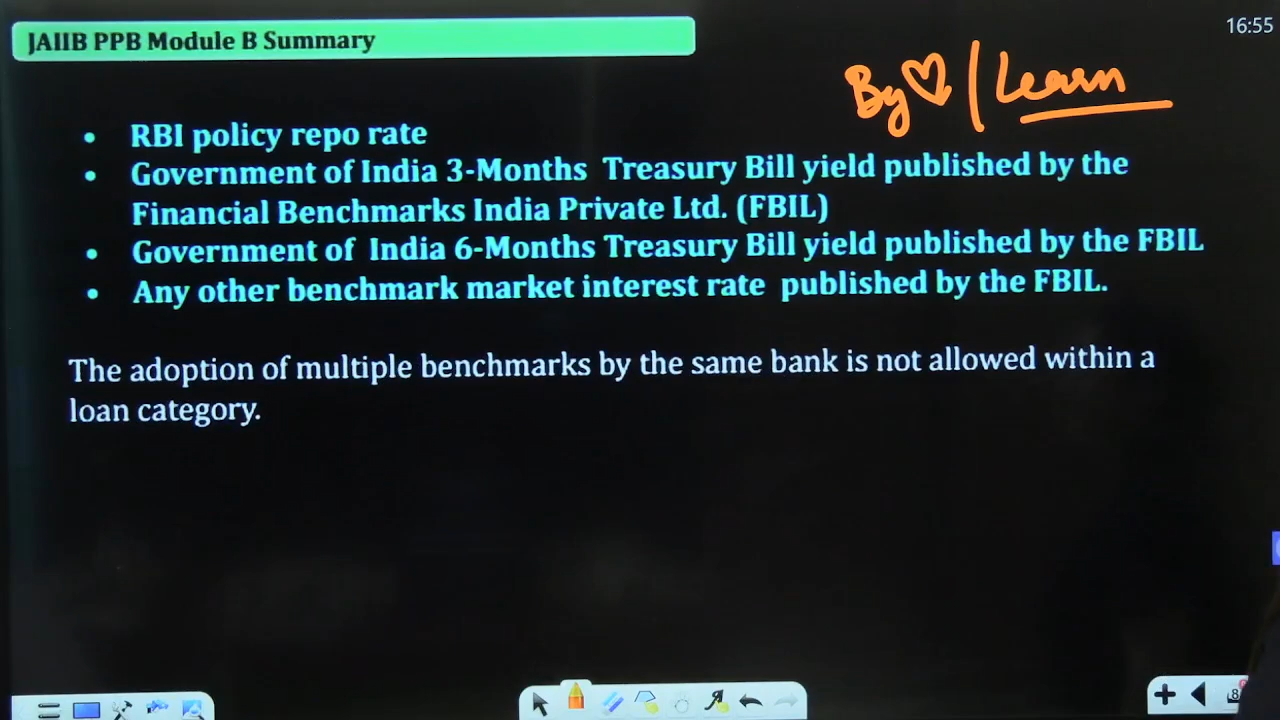 JAIIB PPB Module B Summary
16:55
By♡ | Learn
• RBI policy repo rate
• Government of India 3-Months Treasury Bill yield published by the
Financial Benchmarks India Private Ltd. (FBIL)
• Government of India 6-Months Treasury Bill yield published by the FBIL
• Any other benchmark market interest rate published by the FBIL.
The adoption of multiple benchmarks by the same bank is not allowed within a
loan category.